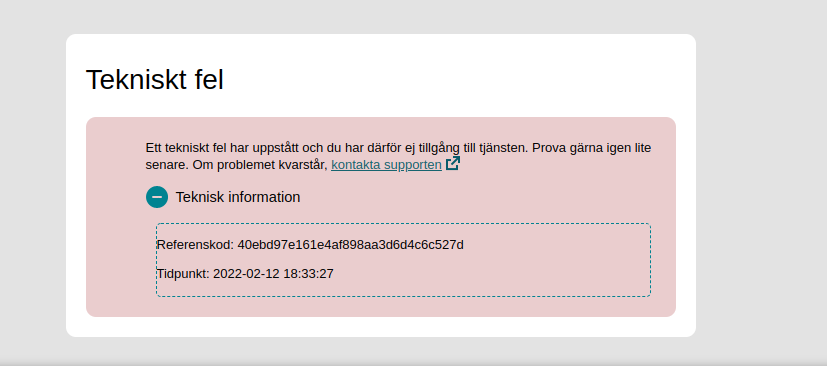 Tekniskt fel
Ett tekniskt fel har uppstått och du har därför ej tillgång till tjänsten. Prova gärna igen lite
senare. Om problemet kvarstår, kontakta supporten
Teknisk information
Referenskod: 40ebd97e161e4af898aa3d6d4c6c527d
Tidpunkt: 2022-02-12 18:33:27